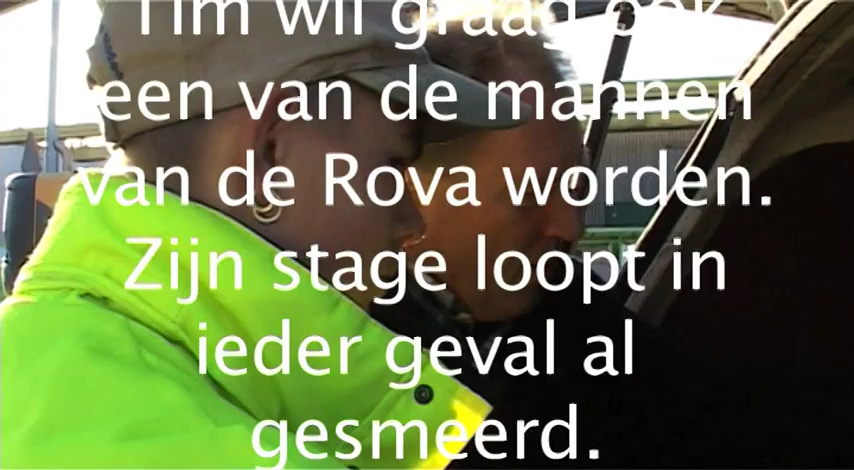 Tim wil graag ook
een van de mannen
van de Rova worden.
Zijn stage loopt in
ieder geval al
gesmeerd.